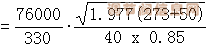 = 76000/330 · √(1.977(273+50)) / (40 x 0.85)